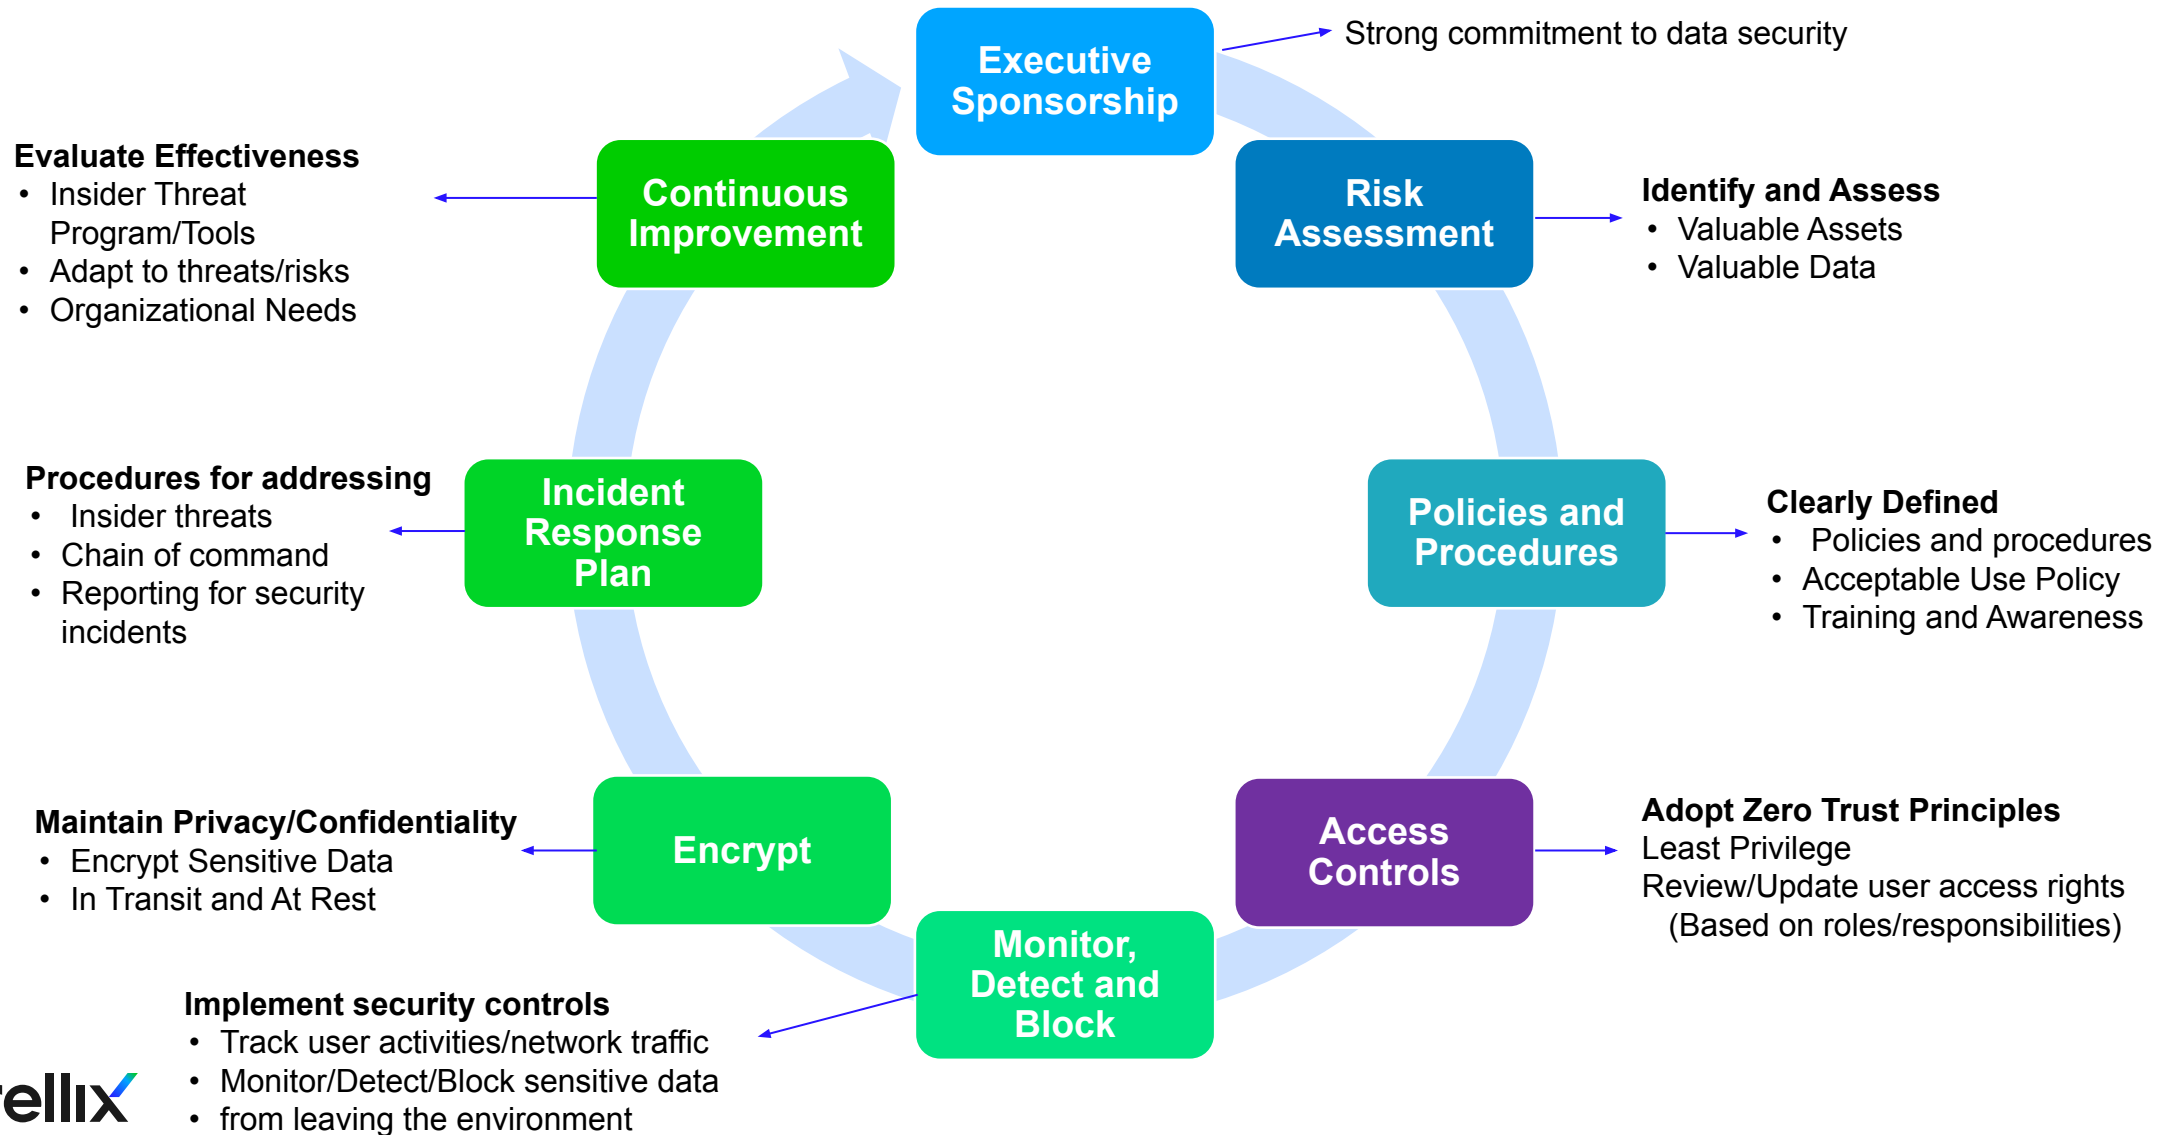 Executive
Sponsorship
Strong commitment to data security
Risk
Assessment
Identify and Assess
• Valuable Assets
• Valuable Data
Policies and
Procedures
Clearly Defined
• Policies and procedures
• Acceptable Use Policy
• Training and Awareness
Access
Controls
Adopt Zero Trust Principles
Least Privilege
Review/Update user access rights
(Based on roles/responsibilities)
Monitor,
Detect and
Block
Implement security controls
• Track user activities/network traffic
• Monitor/Detect/Block sensitive data
• from leaving the environment
Encrypt
Maintain Privacy/Confidentiality
• Encrypt Sensitive Data
• In Transit and At Rest
Incident
Response
Plan
Procedures for addressing
• Insider threats
• Chain of command
• Reporting for security
incidents
Continuous
Improvement
Evaluate Effectiveness
• Insider Threat
Program/Tools
• Adapt to threats/risks
• Organizational Needs
rellix